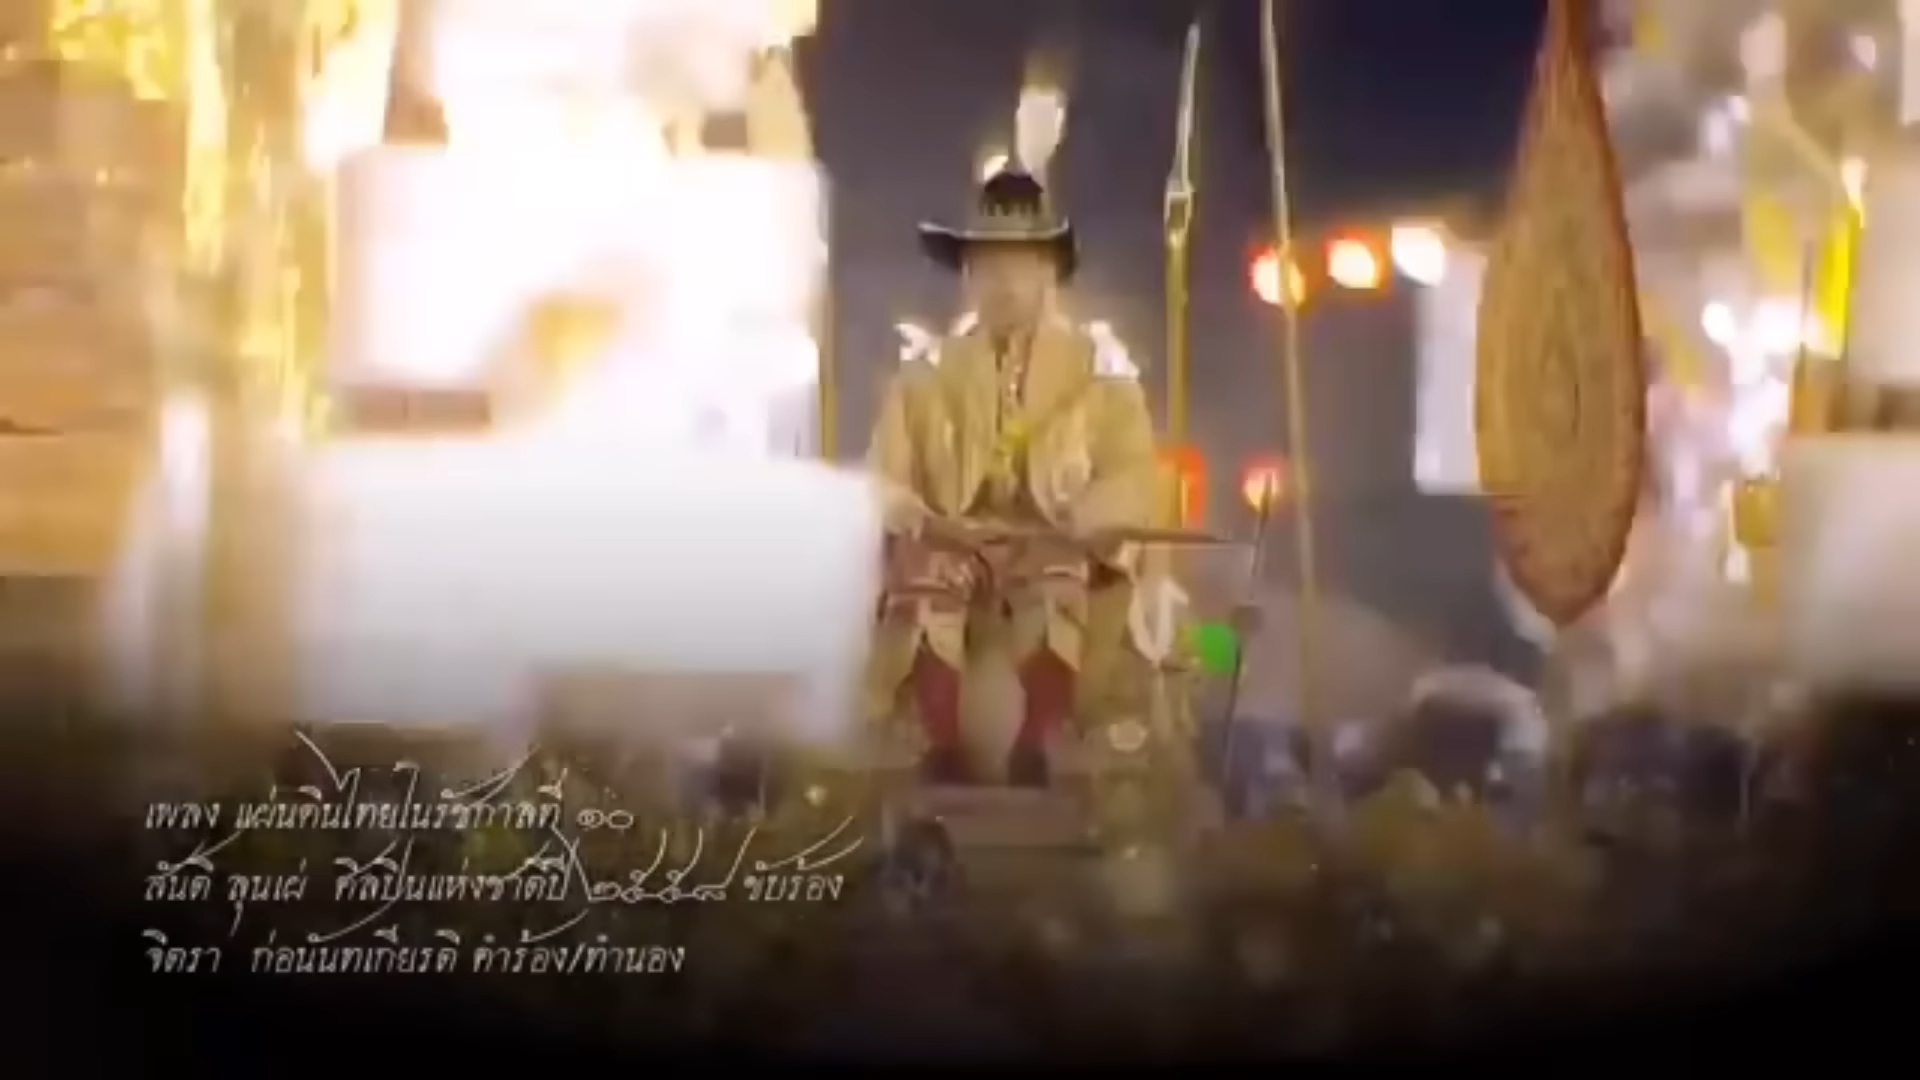 เพลง แผ่นดินไทยในรัชกาลที่ ๑๐
สันติ ลุนเผ่ ศิลปินแห่งชาติปี ๒๕๕๘ ขับร้อง
จิตรา ก่อนันทเกียรติ คำร้อง/ทำนอง